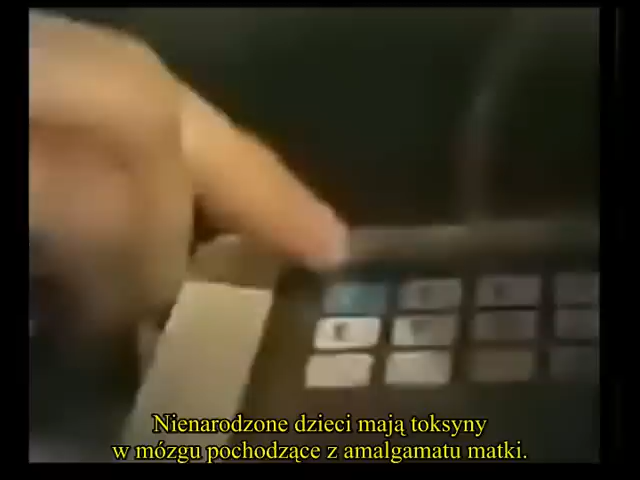 Nienarodzone dzieci mają toksyny
w mózgu pochodzące z amalgamatu matki.